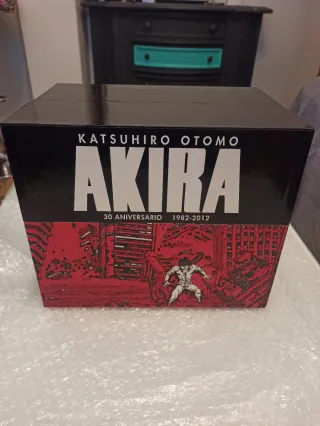 KATSUHIRO OTOMO
AKIRA
30 ANIVERSARIO 1982-2012